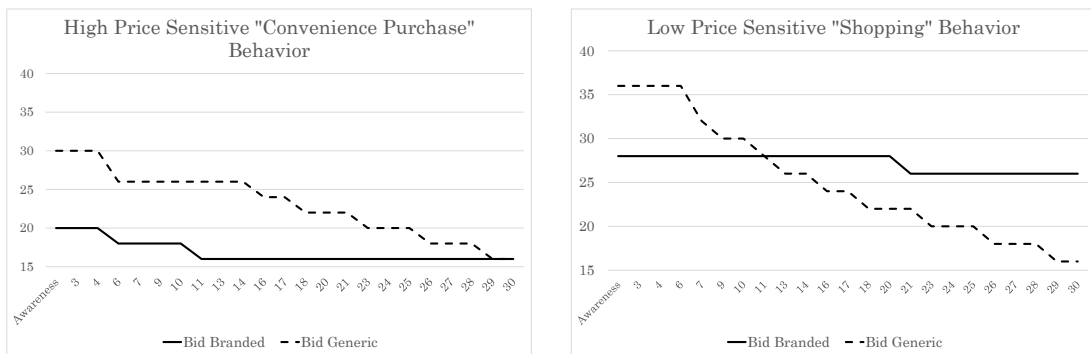 High Price Sensitive "Convenience Purchase"
Behavior
40
35
30
25
20
15
Awareness 3 4 6 7 9 10 11 13 14 16 17 18 20 21 23 24 25 26 27 28 29 30
Bid Branded Bid Generic
Low Price Sensitive "Shopping" Behavior
40
35
30
25
20
15
Awareness 3 4 6 7 9 10 11 13 14 16 17 18 20 21 23 24 25 26 27 28 29 30
Bid Branded Bid Generic